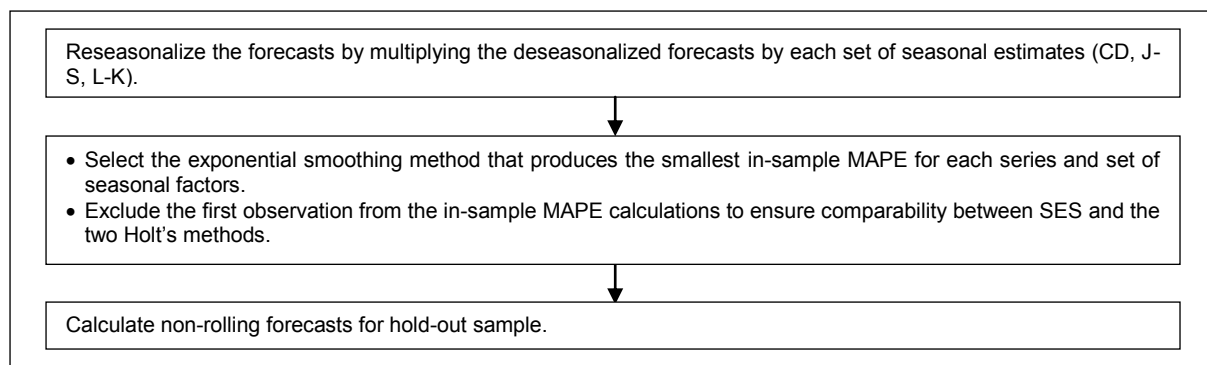 Reseasonalize the forecasts by multiplying the deseasonalized forecasts by each set of seasonal estimates (CD, J-
S, L-K).
• Select the exponential smoothing method that produces the smallest in-sample MAPE for each series and set of
seasonal factors.
• Exclude the first observation from the in-sample MAPE calculations to ensure comparability between SES and the
two Holt's methods.
Calculate non-rolling forecasts for hold-out sample.